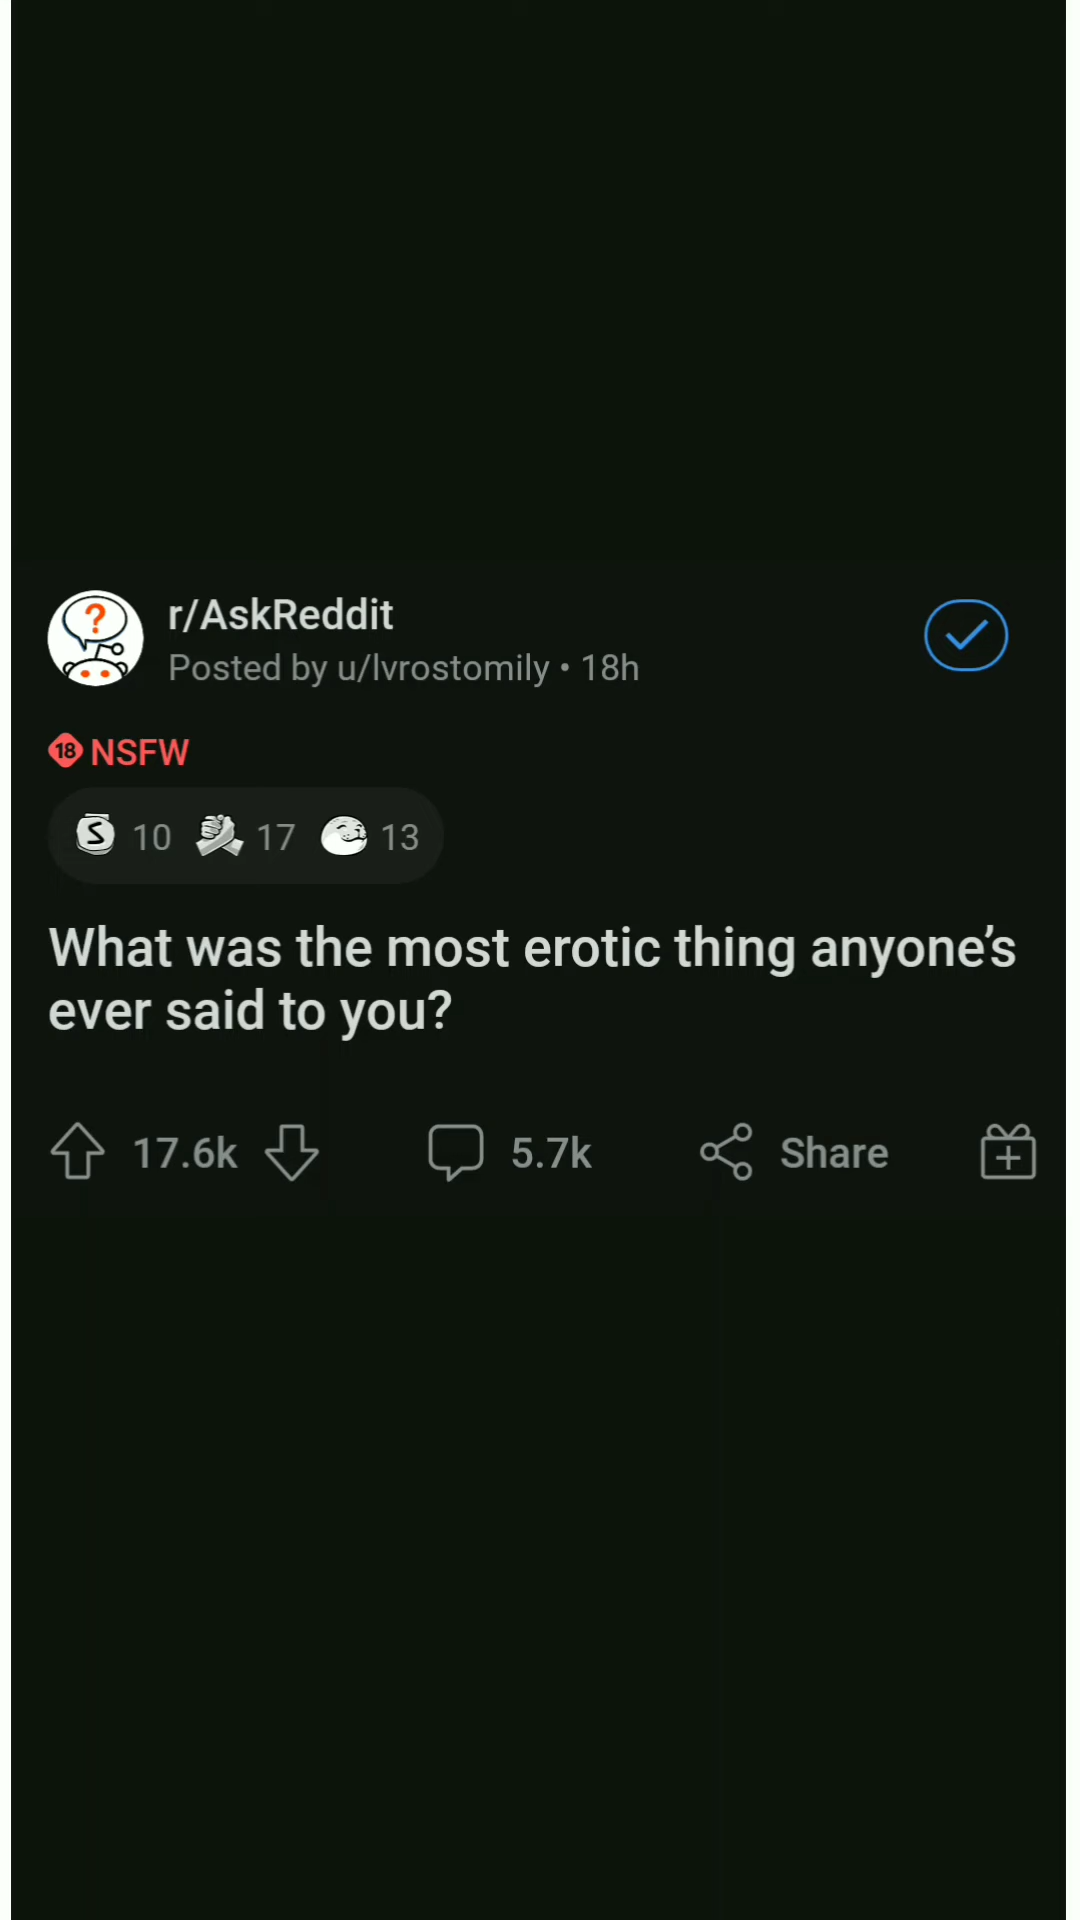 r/AskReddit
Posted by u/lvrostomily • 18h
18 NSFW
S 10 17 13
What was the most erotic thing anyone’s
ever said to you?
17.6k 5.7k Share